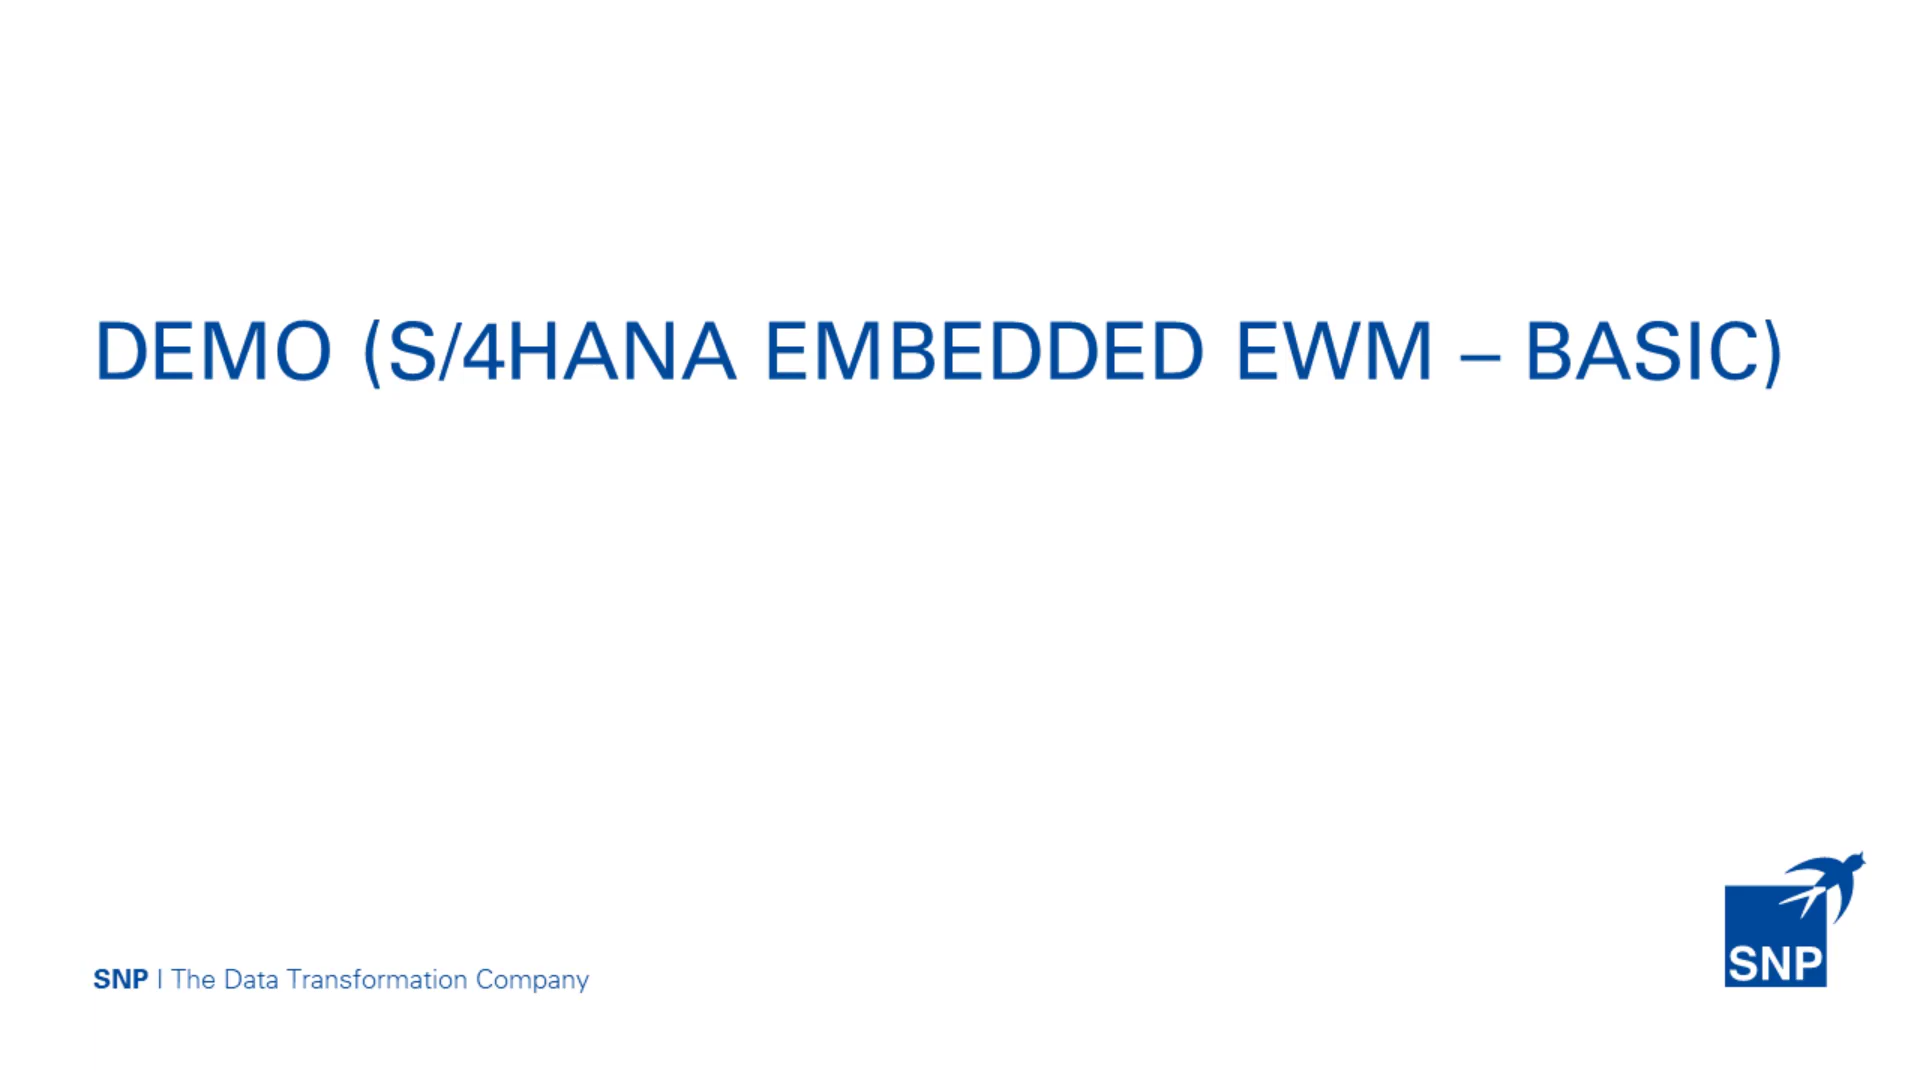 DEMO (S/4HANA EMBEDDED EWM – BASIC)
SNP | The Data Transformation Company
SNP